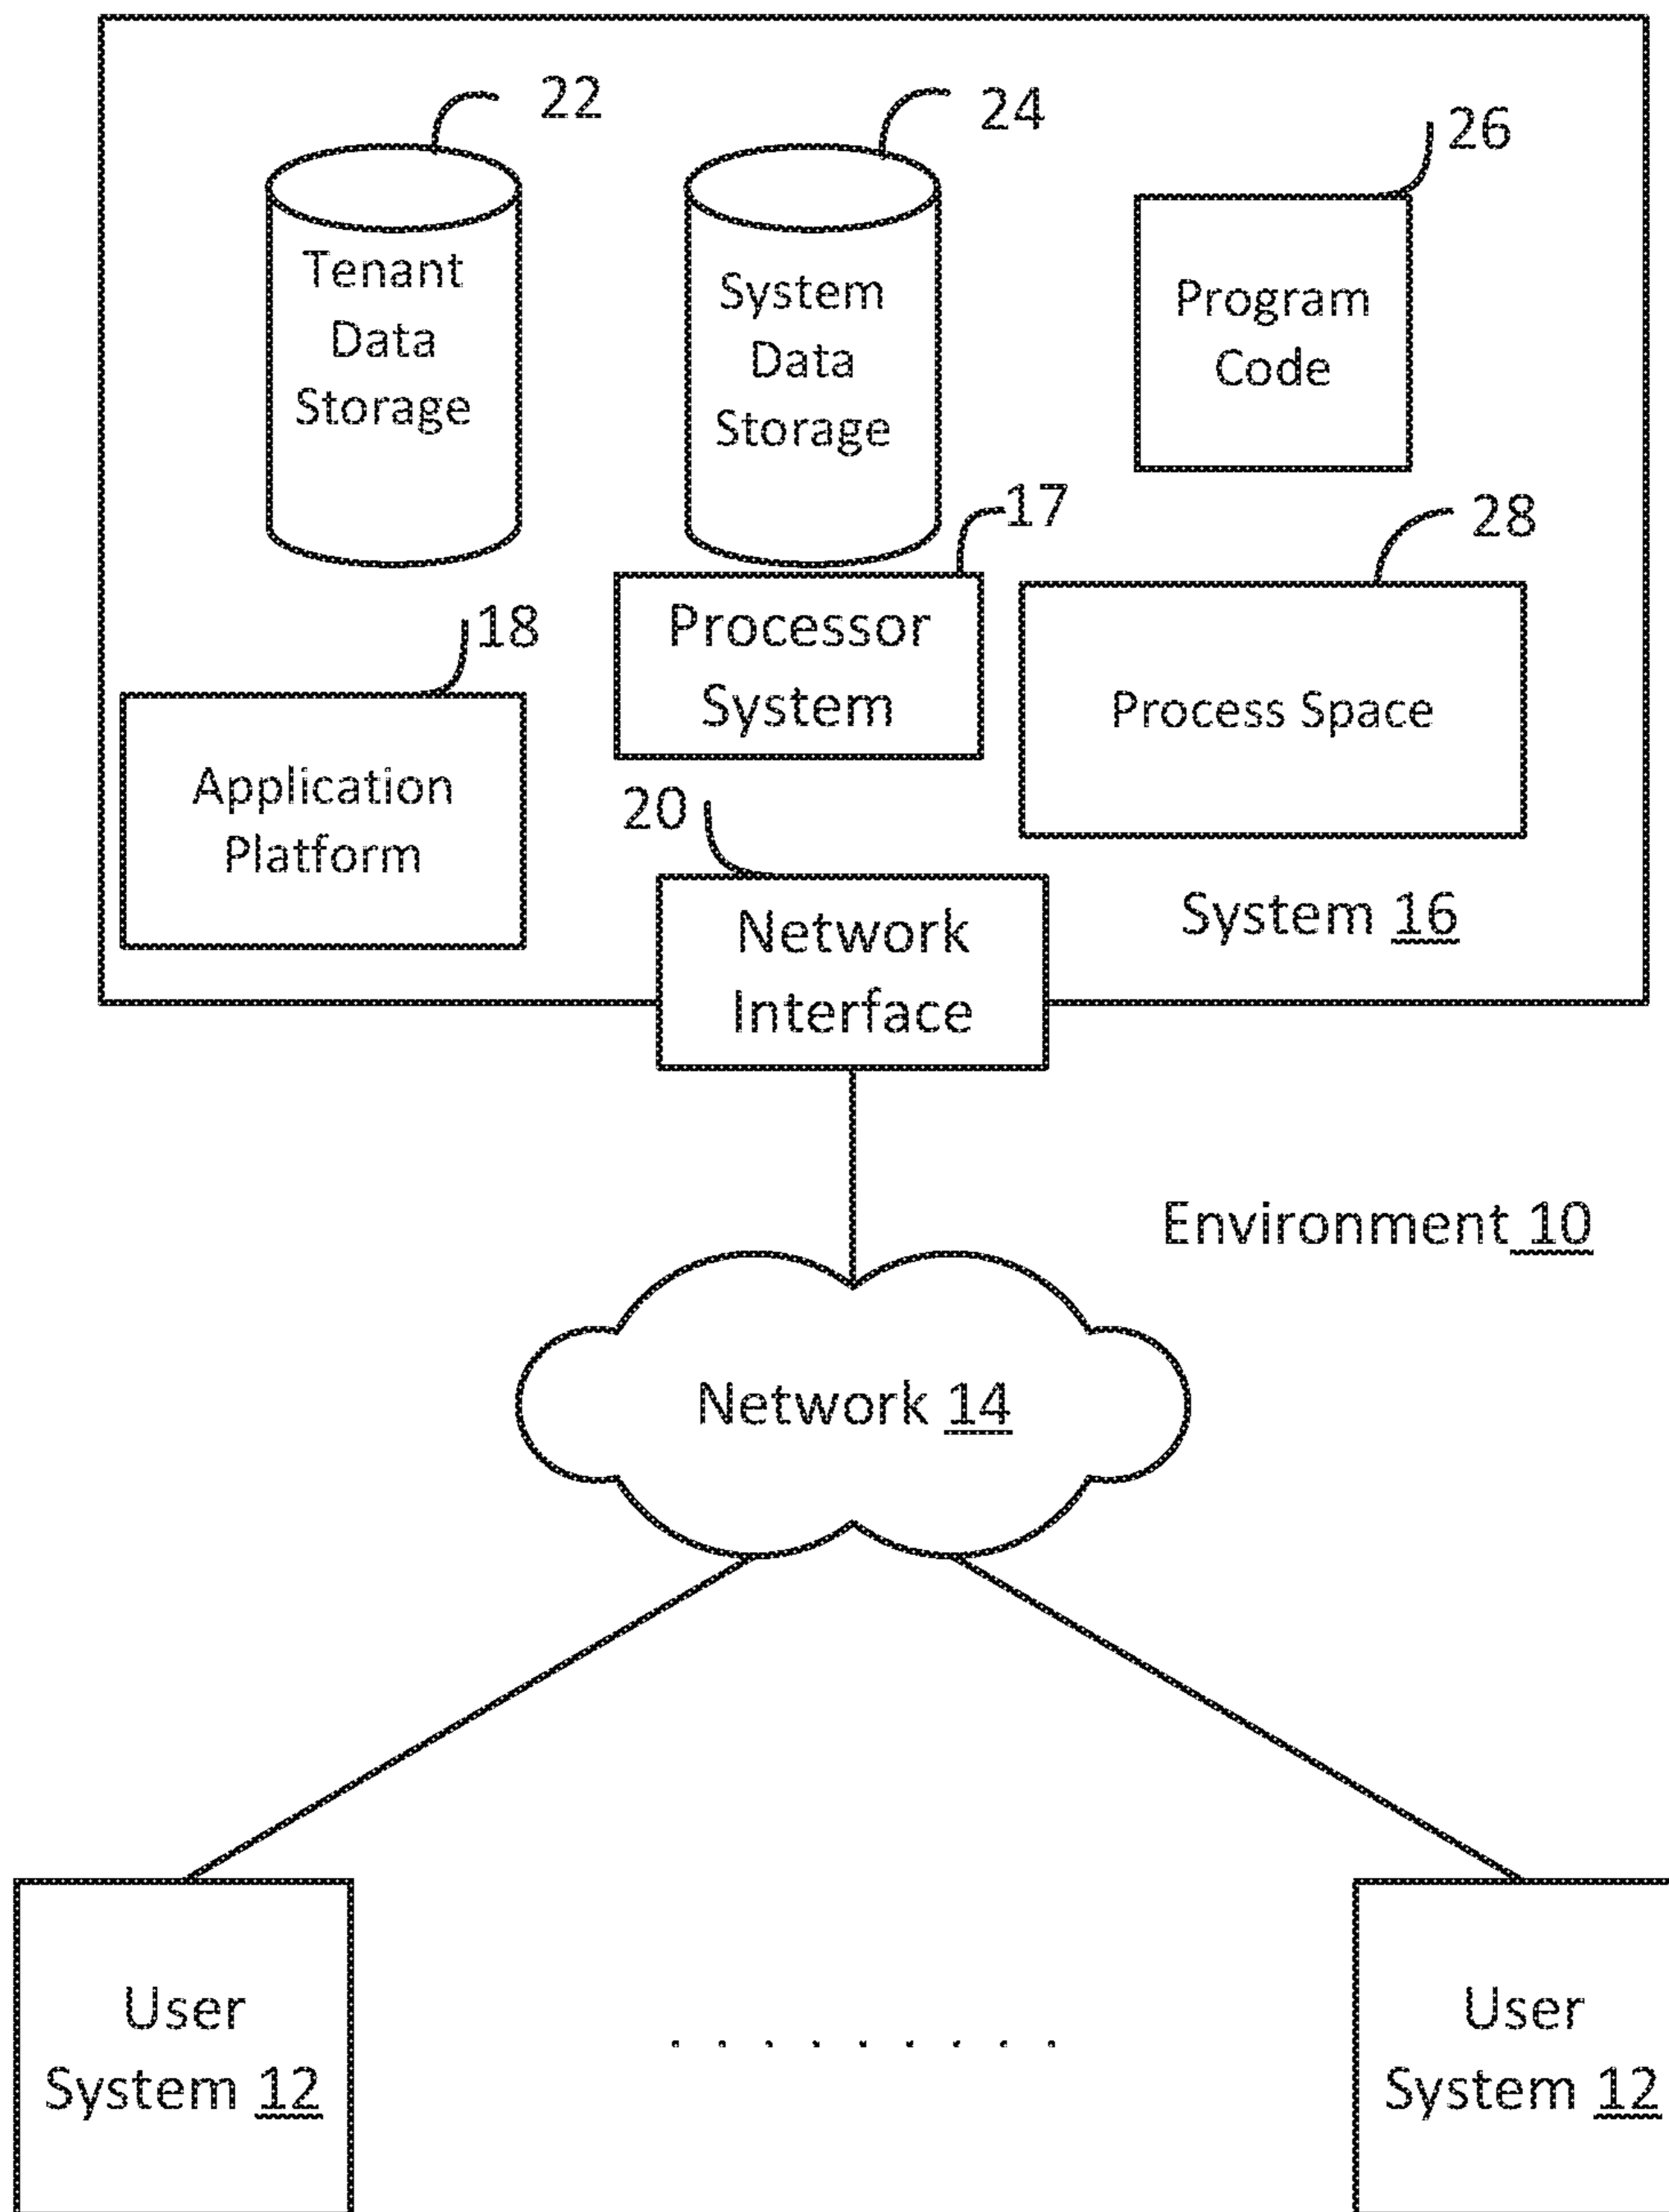 22
24
26
Tenant
Data
Storage
System
Data
Storage
Program
Code
17
28
18
Processor
System
Process Space
Application
Platform
20
Network
Interface
System 16
Environment 10
Network 14
User
System 12
.........
User
System 12